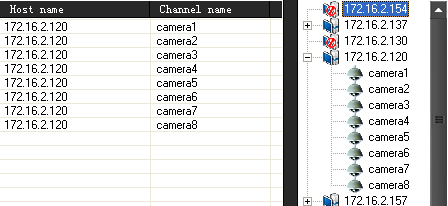 Host name Channel name
172.16.2.120 camera1
172.16.2.120 camera2
172.16.2.120 camera3
172.16.2.120 camera4
172.16.2.120 camera5
172.16.2.120 camera6
172.16.2.120 camera7
172.16.2.120 camera8
172.16.2.154
172.16.2.137
172.16.2.130
172.16.2.120
camera1
camera2
camera3
camera4
camera5
camera6
camera7
camera8
172.16.2.157